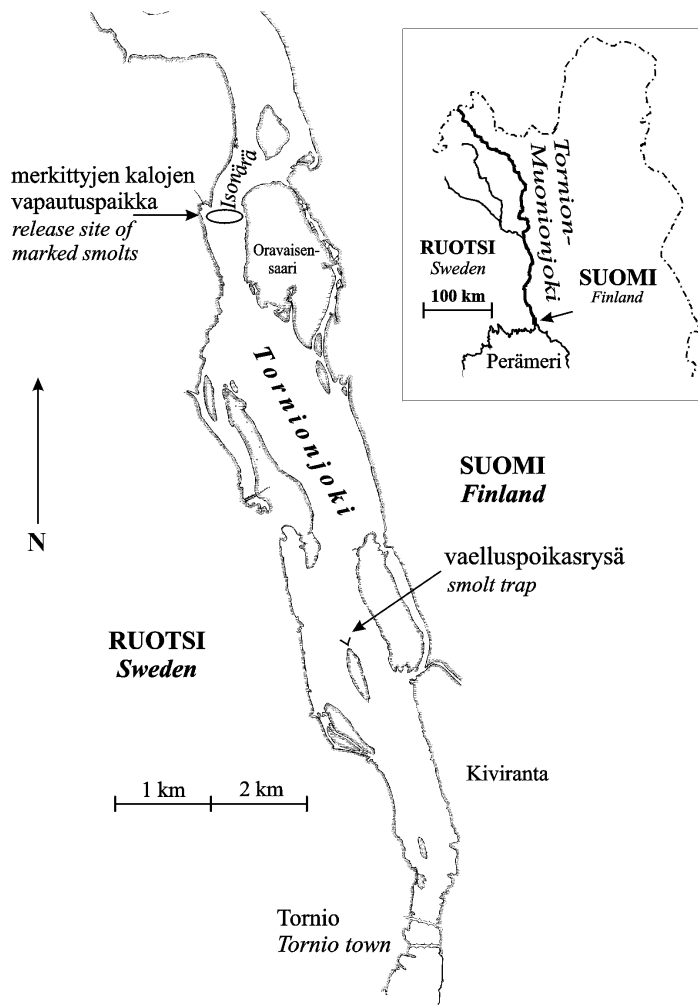 merkittyjen kalojen
vapautuspaikka
release site of
marked smolts
Isonärä
Oravaisen-
saari
Tornionjoki
Tornion-
Muonionjoki
RUOTSI
Sweden
100 km
SUOMI
Finland
Perämeri
SUOMI
Finland
N
vaelluspoikasrysä
smolt trap
RUOTSI
Sweden
1 km
2 km
Kiviranta
Tornio
Tornio town